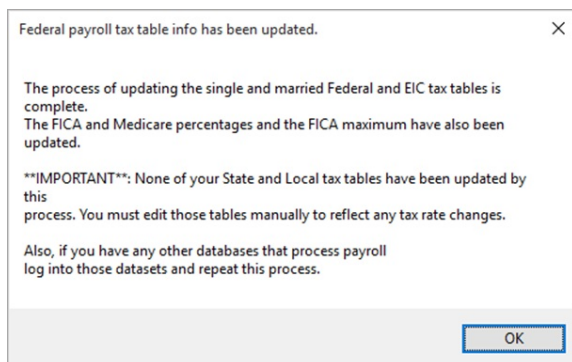 Federal payroll tax table info has been updated.
The process of updating the single and married Federal and EIC tax tables is
complete.
The FICA and Medicare percentages and the FICA maximum have also been
updated.
**IMPORTANT**: None of your State and Local tax tables have been updated by
this
process. You must edit those tables manually to reflect any tax rate changes.
Also, if you have any other databases that process payroll
log into those datasets and repeat this process.
OK